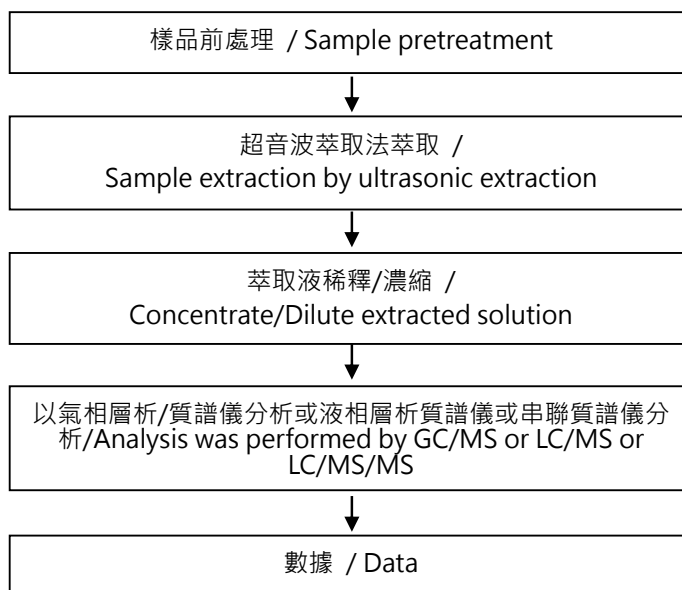 樣品前處理 / Sample pretreatment
超音波萃取法萃取 /
Sample extraction by ultrasonic extraction
萃取液稀釋/濃縮 /
Concentrate/Dilute extracted solution
以氣相層析/質譜儀分析或液相層析質譜儀或串聯質譜儀分
析/Analysis was performed by GC/MS or LC/MS or
LC/MS/MS
數據 / Data